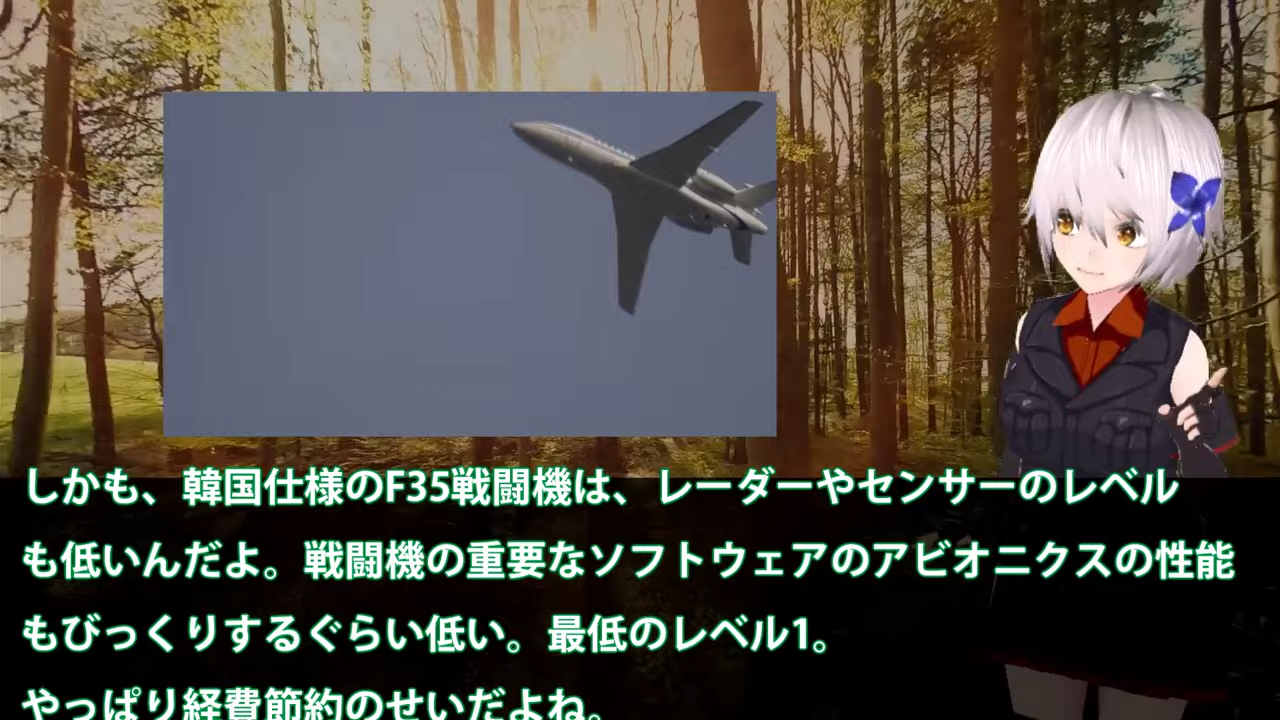 しかも、韓国仕様のF35戦闘機は、レーダーやセンサーのレベル
も低いんだよ。戦闘機の重要なソフトウェアのアビオニクスの性能
もびっくりするぐらい低い。最低のレベル1。
やっぱり経費節約のせいだよね。